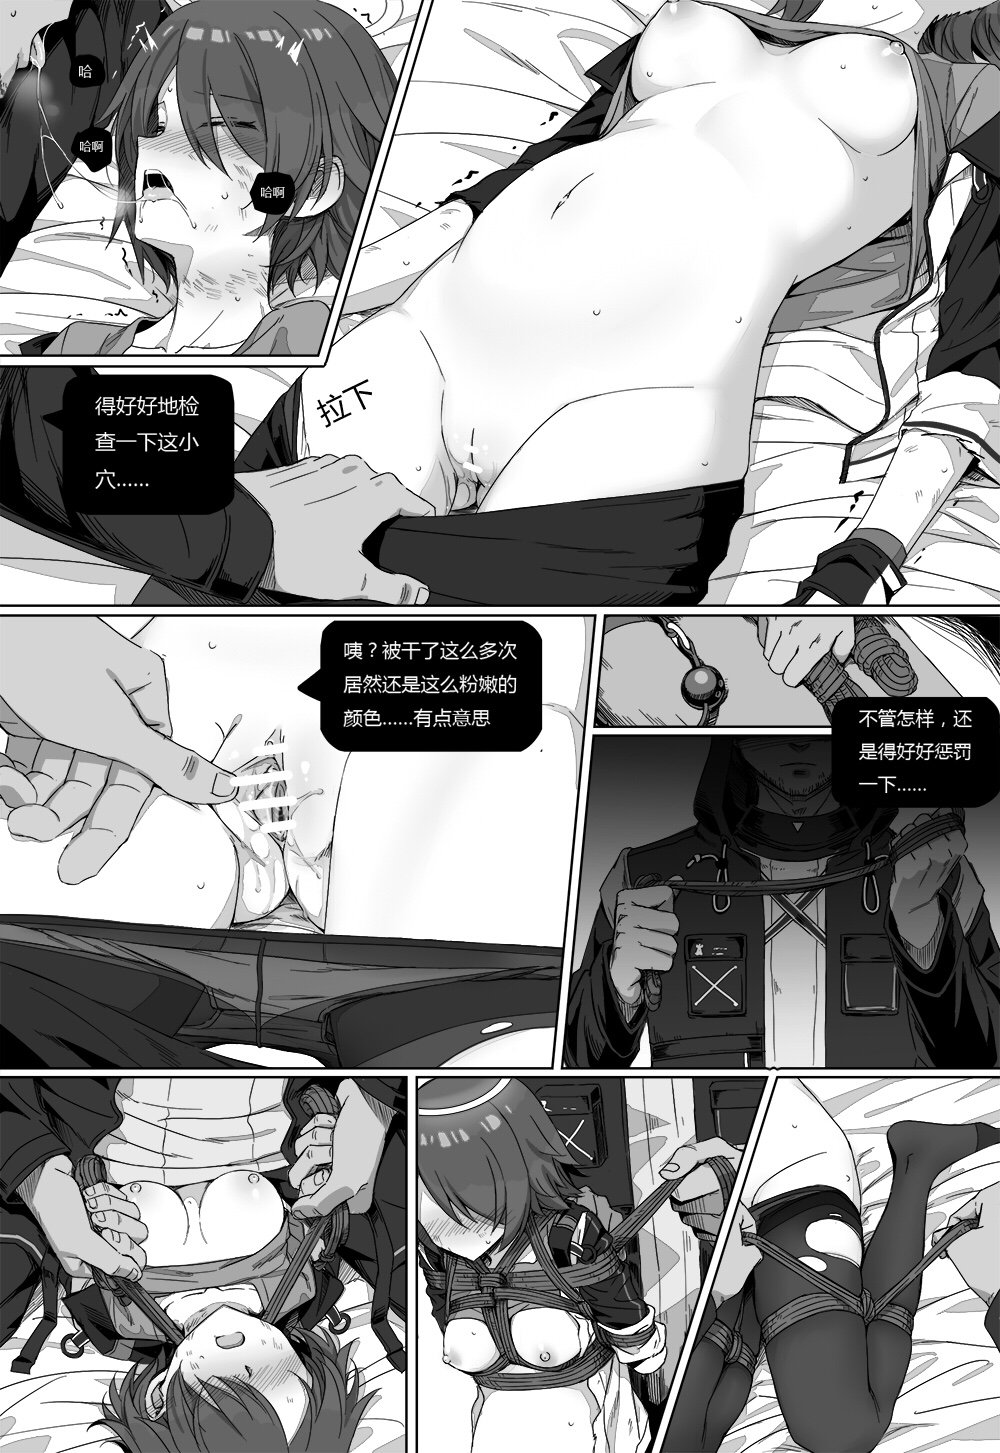 哈
哈啊
哈啊
拉下
得好好地检
查一下这小
穴……
咦？被干了这么多次
居然还是这么粉嫩的
颜色……有点意思
不管怎样，还
是得好好惩罚
一下……